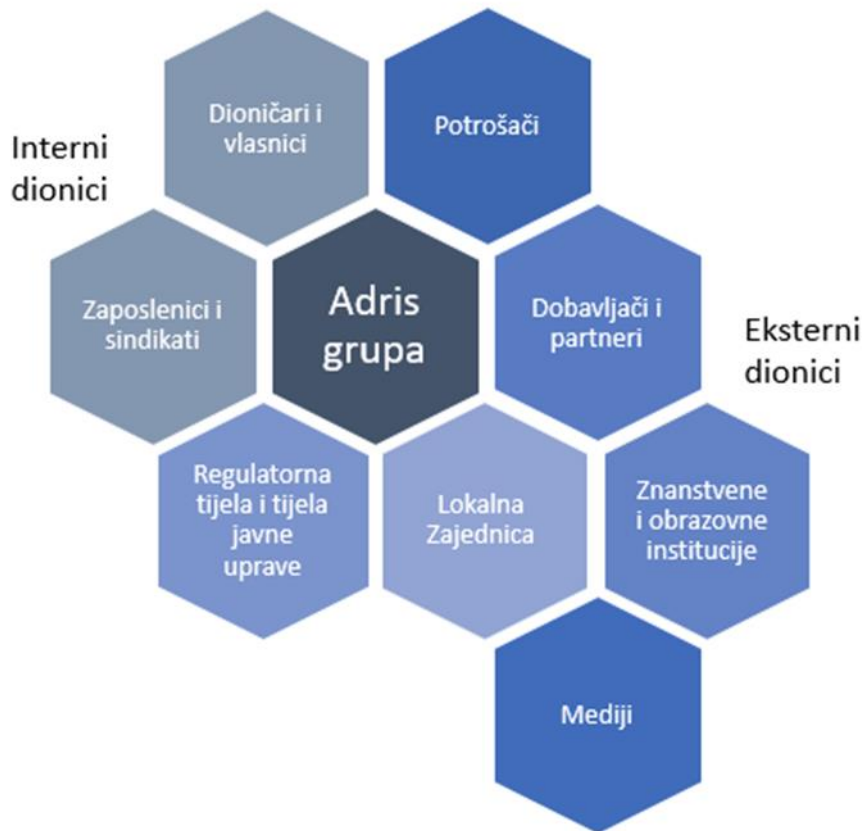 Dioničari i
vlasnici
Potrošači
Interni
dionici
Zaposlenici i
sindikati
Adris
grupa
Dobavljači i
partneri
Eksterni
dionici
Regulatorna
tijela i tijela
javne
uprave
Lokalna
Zajednica
Znanstvene
i obrazovne
institucije
Mediji